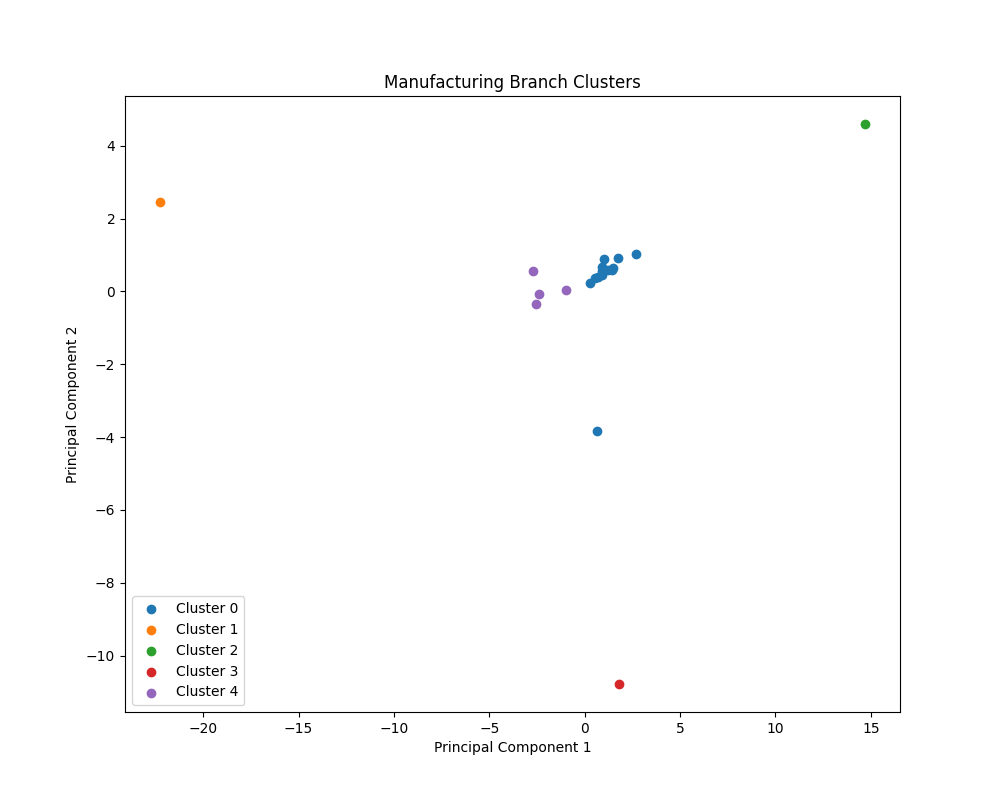 Manufacturing Branch Clusters
4
2
0
−2
−4
−6
−8
−10
Principal Component 2
Cluster 0
Cluster 1
Cluster 2
Cluster 3
Cluster 4
−20 −15 −10 −5 0 5 10 15
Principal Component 1